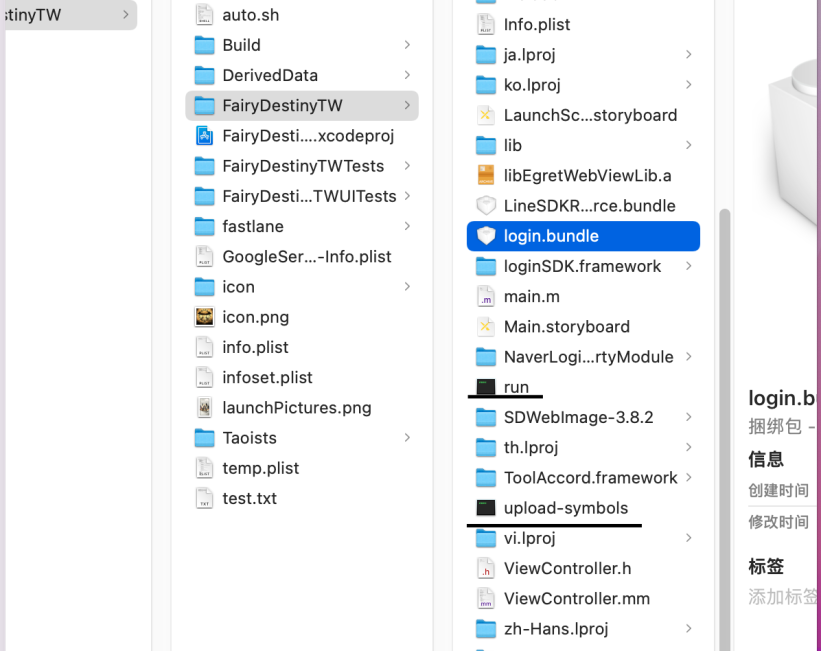 stinyTW
auto.sh
Build
DerivedData
FairyDestinyTW
FairyDesti....xcodeproj
FairyDestinyTWTests
FairyDesti...TWUITests
fastlane
GoogleSer...-Info.plist
icon
icon.png
info.plist
infoset.plist
launchPictures.png
Taoists
temp.plist
test.txt
Info.plist
ja.lproj
ko.lproj
LaunchSc...storyboard
lib
libEgretWebViewLib.a
LineSDKR...rce.bundle
login.bundle
loginSDK.framework
main.m
Main.storyboard
NaverLogi...rtyModule
run
SDWebImage-3.8.2
th.lproj
ToolAccord.framework
upload-symbols
vi.lproj
ViewController.h
ViewController.mm
zh-Hans.lproj
login.b
捆绑包 -
信息
创建时间
修改时间
标签
添加标签